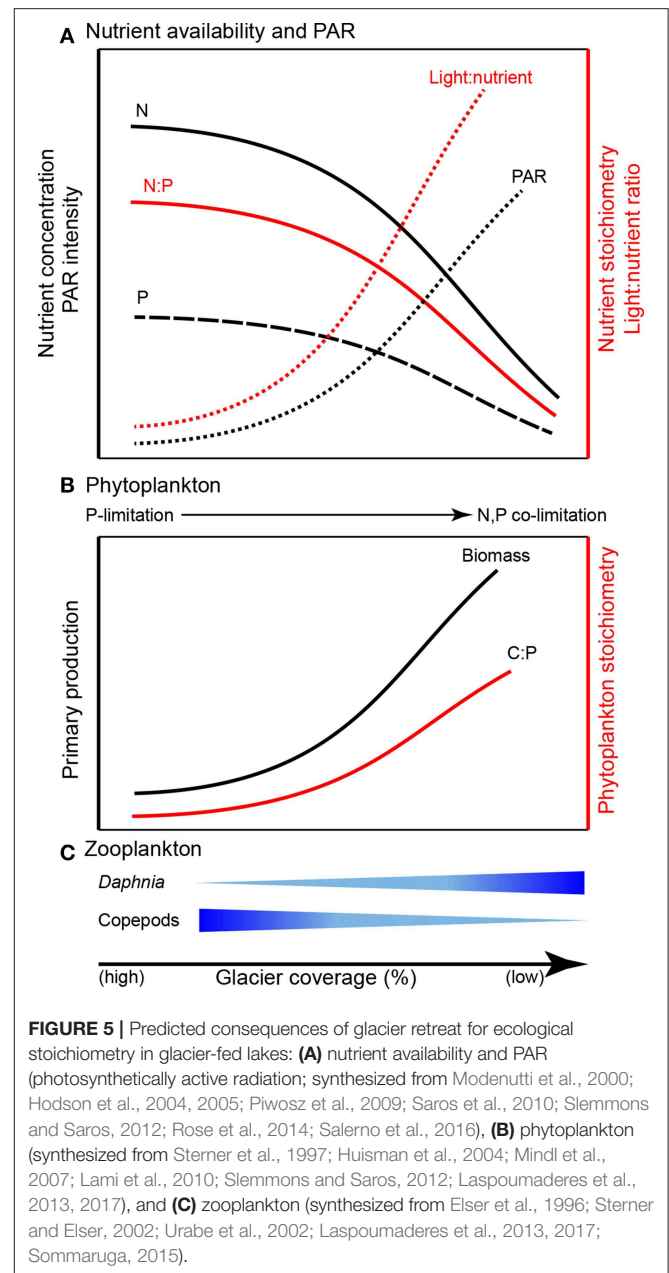 A Nutrient availability and PAR
Light:nutrient
N
PAR
N:P
P
Nutrient concentration
PAR intensity
Nutrient stoichiometry
Light:nutrient ratio
B Phytoplankton
P-limitation N,P co-limitation
Biomass
C:P
Primary production
Phytoplankton stoichiometry
C Zooplankton
Daphnia
Copepods
(high) Glacier coverage (%) (low)
FIGURE 5 | Predicted consequences of glacier retreat for ecological
stoichiometry in glacier-fed lakes: (A) nutrient availability and PAR
(photosynthetically active radiation; synthesized from Modenutti et al., 2000;
Hodson et al., 2004, 2005; Piwosz et al., 2009; Saros et al., 2010; Slemmons
and Saros, 2012; Rose et al., 2014; Salerno et al., 2016), (B) phytoplankton
(synthesized from Sterner et al., 1997; Huisman et al., 2004; Mindl et al.,
2007; Lami et al., 2010; Slemmons and Saros, 2012; Laspoumaderes et al.,
2013, 2017), and (C) zooplankton (synthesized from Elser et al., 1996; Sterner
and Elser, 2002; Urabe et al., 2002; Laspoumaderes et al., 2013, 2017;
Sommaruga, 2015).